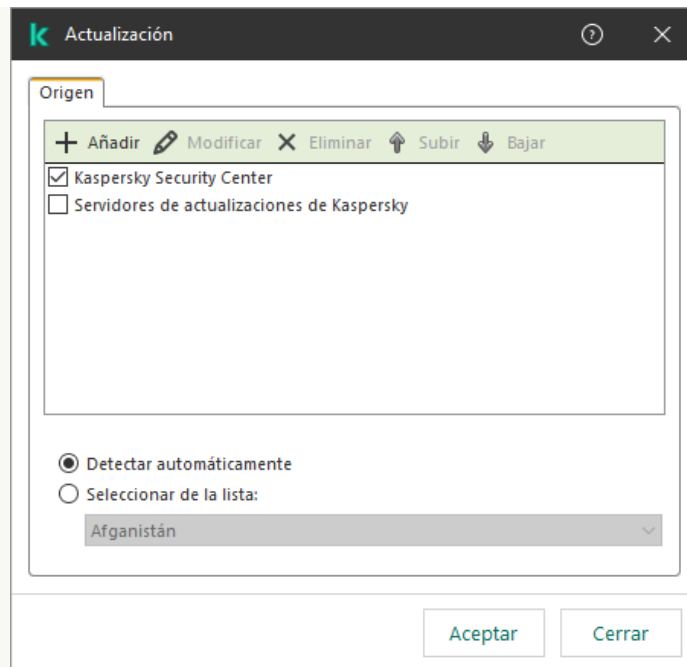 Actualización
Origen
Añadir Modificar Eliminar Subir Bajar
Kaspersky Security Center
Servidores de actualizaciones de Kaspersky
Detectar automáticamente
Seleccionar de la lista:
Afganistán
Aceptar Cerrar